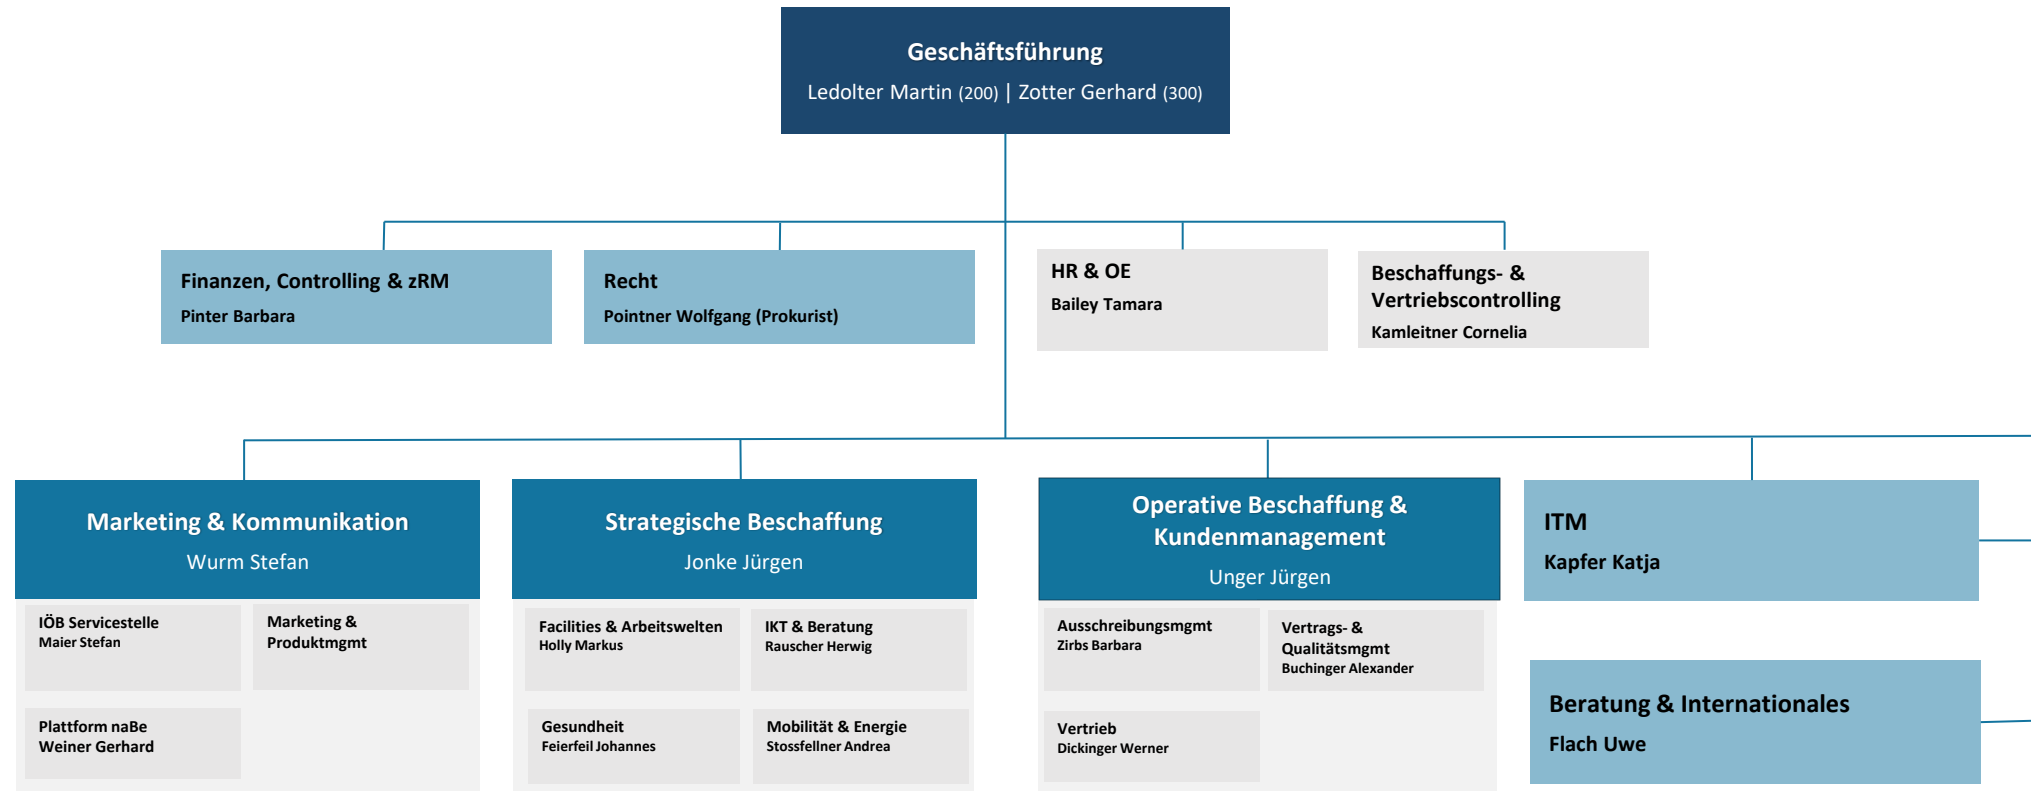 Geschäftsführung
Ledolter Martin (200) | Zotter Gerhard (300)
Finanzen, Controlling & zRM
Pinter Barbara
Recht
Pointner Wolfgang (Prokurist)
HR & OE
Bailey Tamara
Beschaffungs- &
Vertriebscontrolling
Kamleitner Cornelia
Marketing & Kommunikation
Wurm Stefan
IÖB Servicestelle
Maier Stefan
Marketing &
Produktmgmt
Plattform naBe
Weiner Gerhard
Strategische Beschaffung
Jonke Jürgen
Facilities & Arbeitswelten
Holly Markus
IKT & Beratung
Rauscher Herwig
Gesundheit
Feierfeil Johannes
Mobilität & Energie
Stossfellner Andrea
Operative Beschaffung &
Kundenmanagement
Unger Jürgen
Ausschreibungsmgmt
Zirbs Barbara
Vertrags- &
Qualitätsmgmt
Buchinger Alexander
Vertrieb
Dickinger Werner
ITM
Kapfer Katja
Beratung & Internationales
Flach Uwe